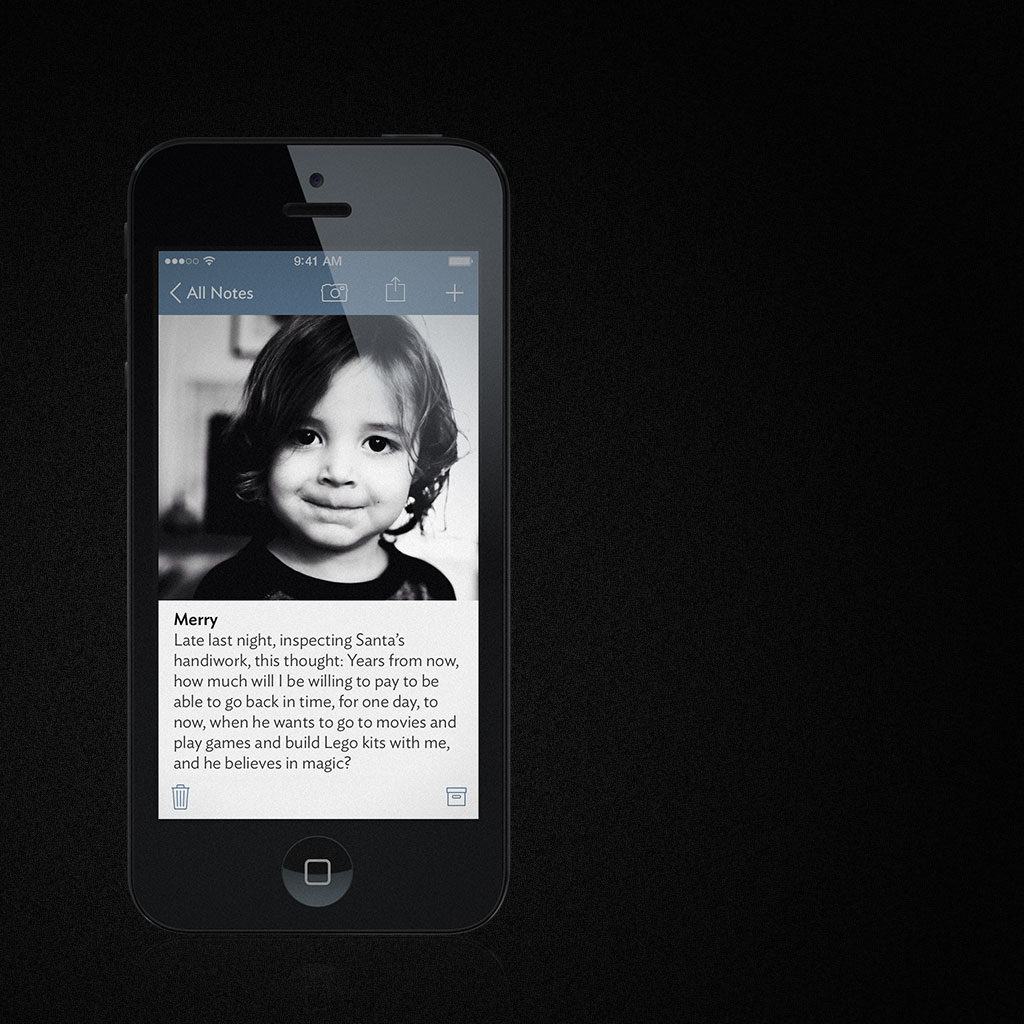 9:41 AM
All Notes
Merry
Late last night, inspecting Santa’s
handiwork, this thought: Years from now,
how much will I be willing to pay to be
able to go back in time, for one day, to
now, when he wants to go to movies and
play games and build Lego kits with me,
and he believes in magic?